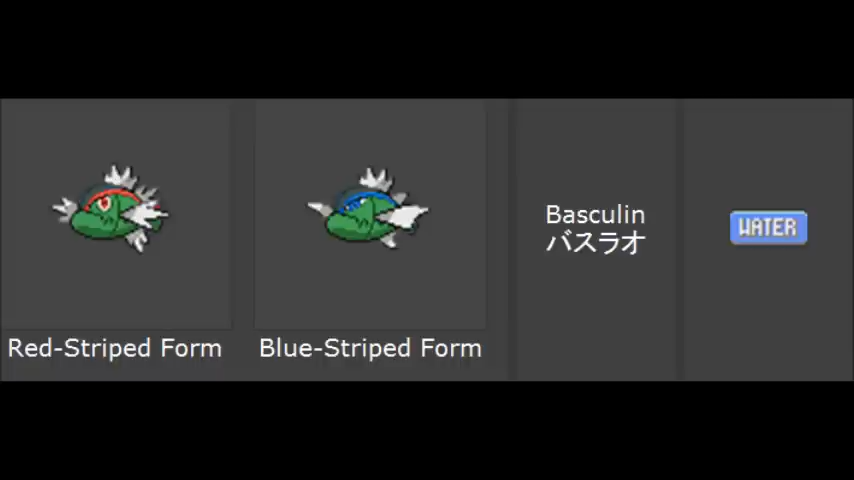 Red-Striped Form
Blue-Striped Form
Basculin
バスラオ
WATER